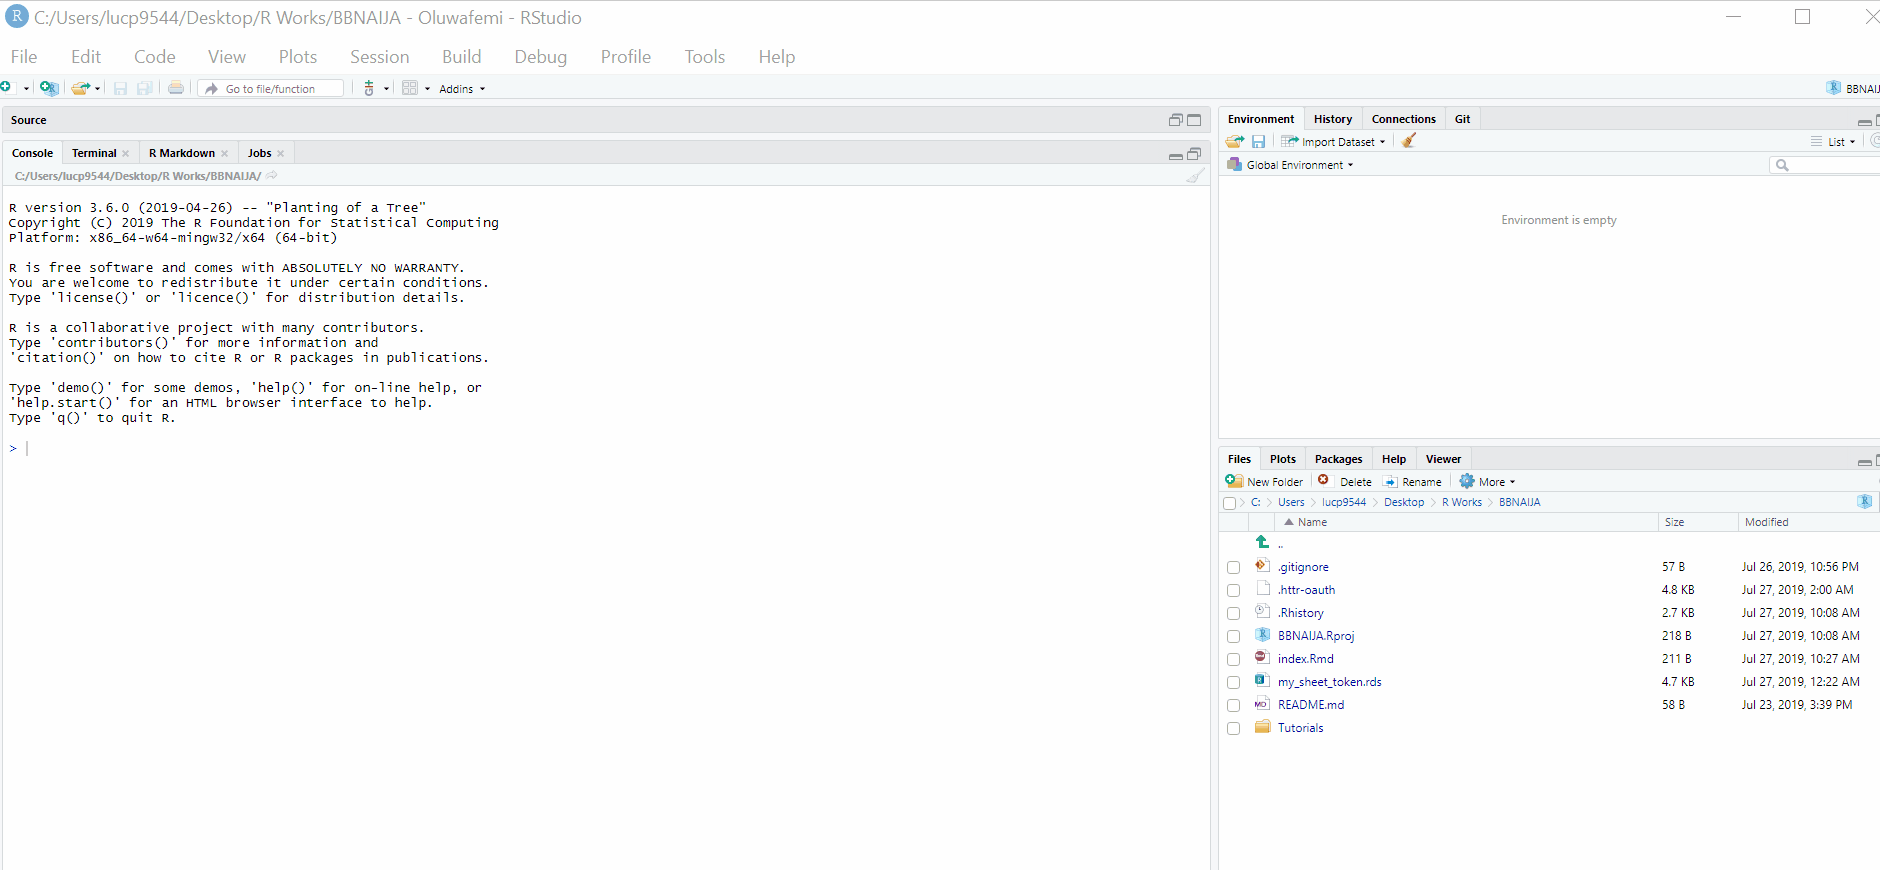 C:/Users/lucp9544/Desktop/R Works/BBNAIJA - Oluwafemi - RStudio
File Edit Code View Plots Session Build Debug Profile Tools Help
Go to file/function Addins
Source
Console Terminal R Markdown Jobs
C:/Users/lucp9544/Desktop/R Works/BBNAIJA/
R version 3.6.0 (2019-04-26) -- "Planting of a Tree"
Copyright (C) 2019 The R Foundation for Statistical Computing
Platform: x86_64-w64-mingw32/x64 (64-bit)
R is free software and comes with ABSOLUTELY NO WARRANTY.
You are welcome to redistribute it under certain conditions.
Type 'license()' or 'licence()' for distribution details.
R is a collaborative project with many contributors.
Type 'contributors()' for more information and
'citation()' on how to cite R or R packages in publications.
Type 'demo()' for some demos, 'help()' for on-line help, or
'help.start()' for an HTML browser interface to help.
Type 'q()' to quit R.
>
Environment History Connections Git
Import Dataset List
Global Environment
Environment is empty
Files Plots Packages Help Viewer
New Folder Delete Rename More
C: Users lucp9544 Desktop R Works BBNAIJA
Name Size Modified
..
.gitignore 57 B Jul 26, 2019, 10:56 PM
.httr-oauth 4.8 KB Jul 27, 2019, 2:00 AM
.Rhistory 2.7 KB Jul 27, 2019, 10:08 AM
BBNAIJA.Rproj 218 B Jul 27, 2019, 10:08 AM
index.Rmd 211 B Jul 27, 2019, 10:27 AM
my_sheet_token.rds 4.7 KB Jul 27, 2019, 12:22 AM
README.md 58 B Jul 23, 2019, 3:39 PM
Tutorials